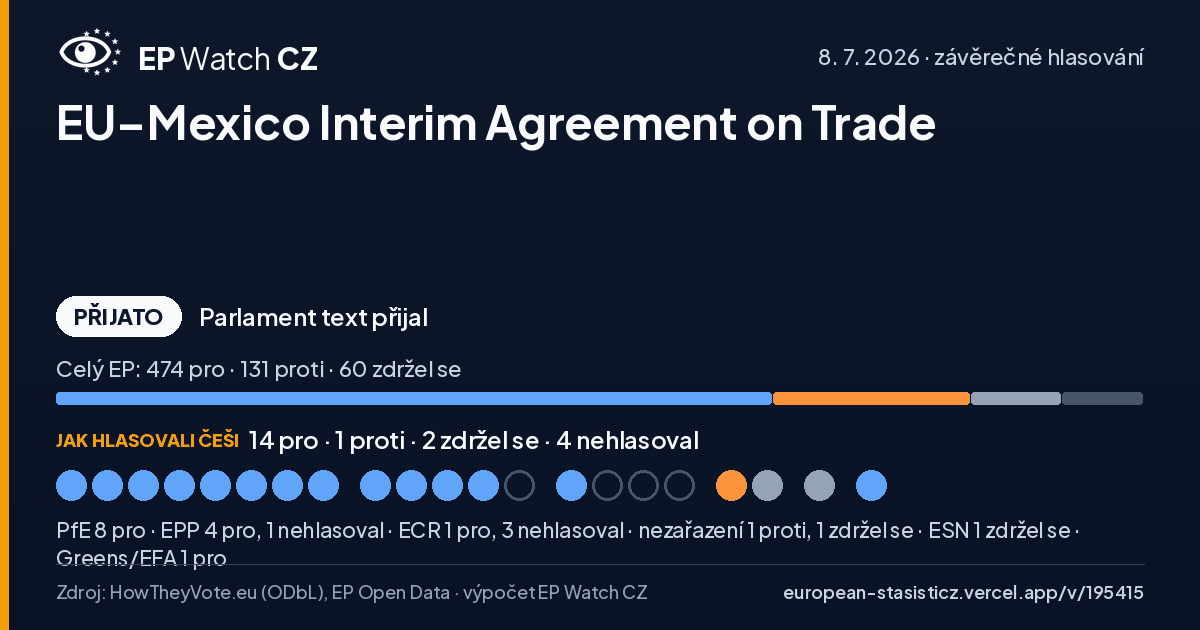 EP Watch CZ
8. 7. 2026 · závěrečné hlasování
EU–Mexico Interim Agreement on Trade
PŘIJATO Parlament text přijal
Celý EP: 474 pro · 131 proti · 60 zdržel se
JAK HLASOVALI ČEŠI 14 pro · 1 proti · 2 zdržel se · 4 nehlasoval
PfE 8 pro · EPP 4 pro, 1 nehlasoval · ECR 1 pro, 3 nehlasoval · nezařazení 1 proti, 1 zdržel se · ESN 1 zdržel se ·
Greens/EFA 1 pro
Zdroj: HowTheyVote.eu (ODbL), EP Open Data · výpočet EP Watch CZ
european-stasisticz.vercel.app/v/195415